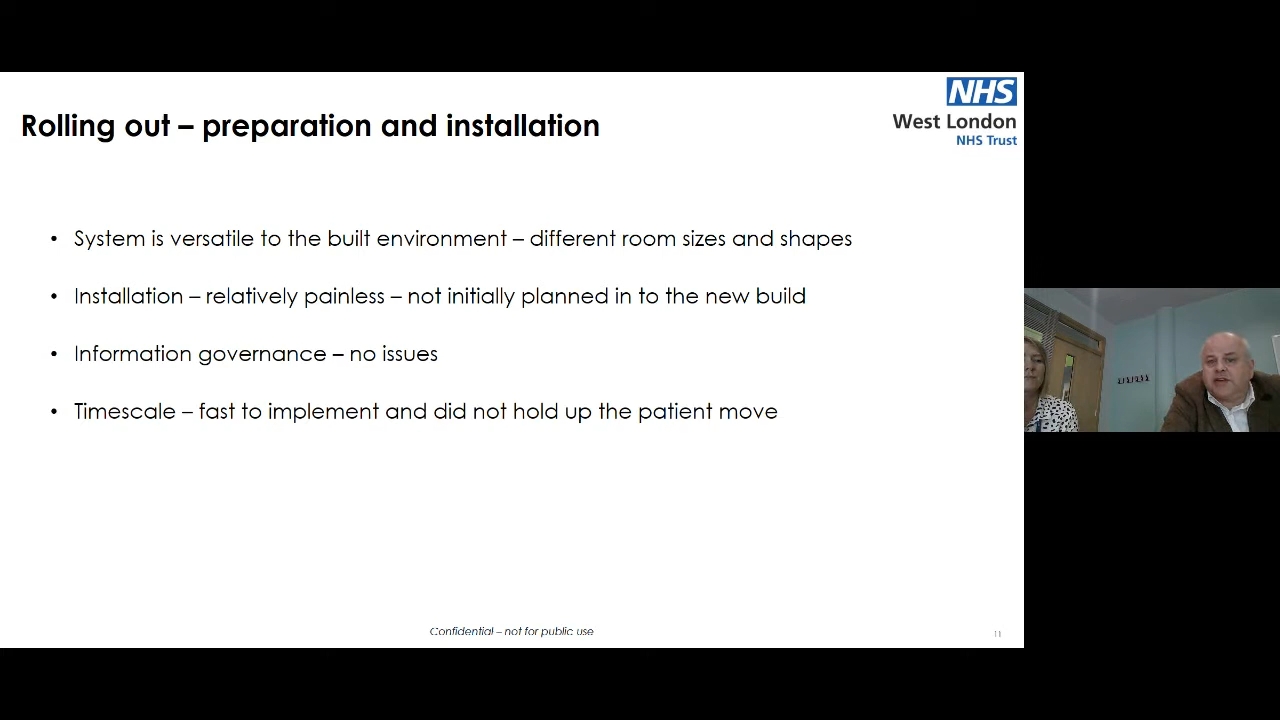 NHS
West London
NHS Trust
Rolling out – preparation and installation
• System is versatile to the built environment – different room sizes and shapes
• Installation – relatively painless – not initially planned in to the new build
• Information governance – no issues
• Timescale – fast to implement and did not hold up the patient move
Confidential – not for public use
11